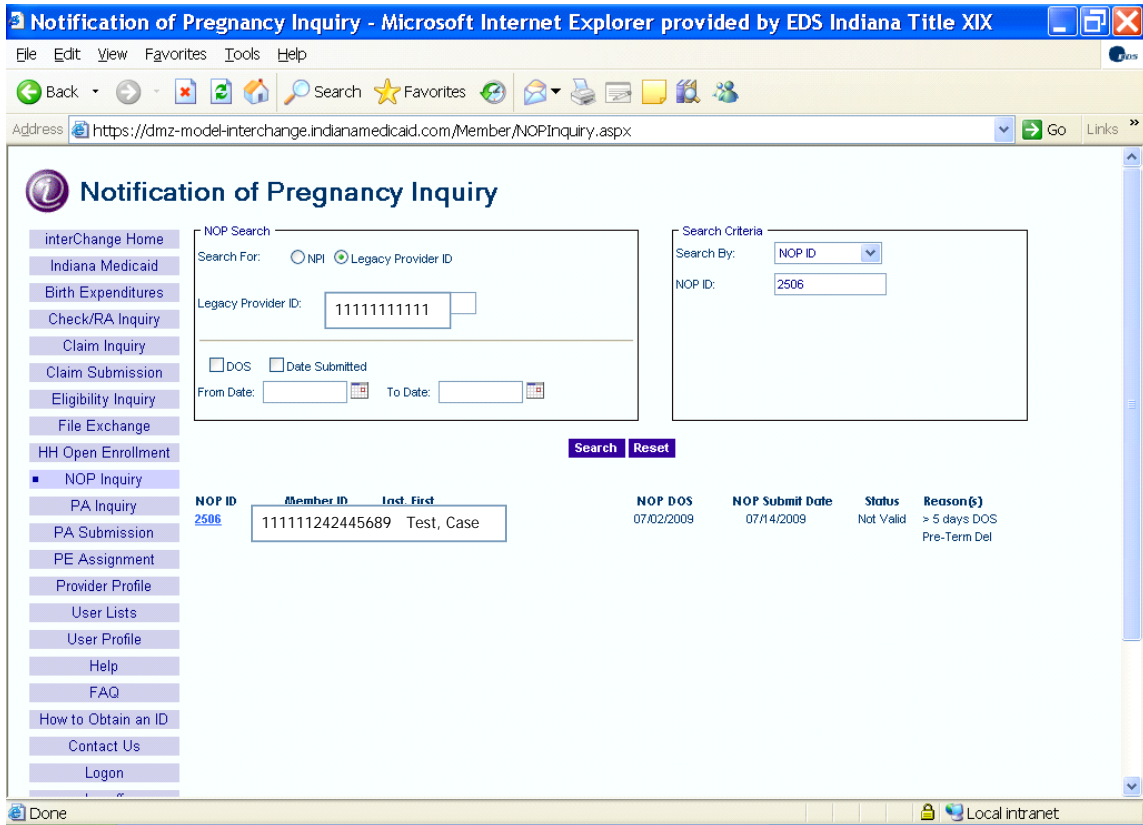 Notification of Pregnancy Inquiry - Microsoft Internet Explorer provided by EDS Indiana Title XIX
File Edit View Favorites Tools Help
EDS
Back Search Favorites
Address https://dmz-model-interchange.indianamedicaid.com/Member/NOPInquiry.aspx Go Links »
Notification of Pregnancy Inquiry
interChange Home
Indiana Medicaid
Birth Expenditures
Check/RA Inquiry
Claim Inquiry
Claim Submission
Eligibility Inquiry
File Exchange
HH Open Enrollment
NOP Inquiry
PA Inquiry
PA Submission
PE Assignment
Provider Profile
User Lists
User Profile
Help
FAQ
How to Obtain an ID
Contact Us
Logon
NOP Search
Search For: NPI Legacy Provider ID
Legacy Provider ID: 11111111111
DOS Date Submitted
From Date: To Date:
Search Criteria
Search By: NOP ID
NOP ID: 2506
Search Reset
NOP ID Member ID Last, First NOP DOS NOP Submit Date Status Reason(s)
2506 111111242445689 Test, Case 07/02/2009 07/14/2009 Not Valid > 5 days DOS
Pre-Term Del
Done Local intranet